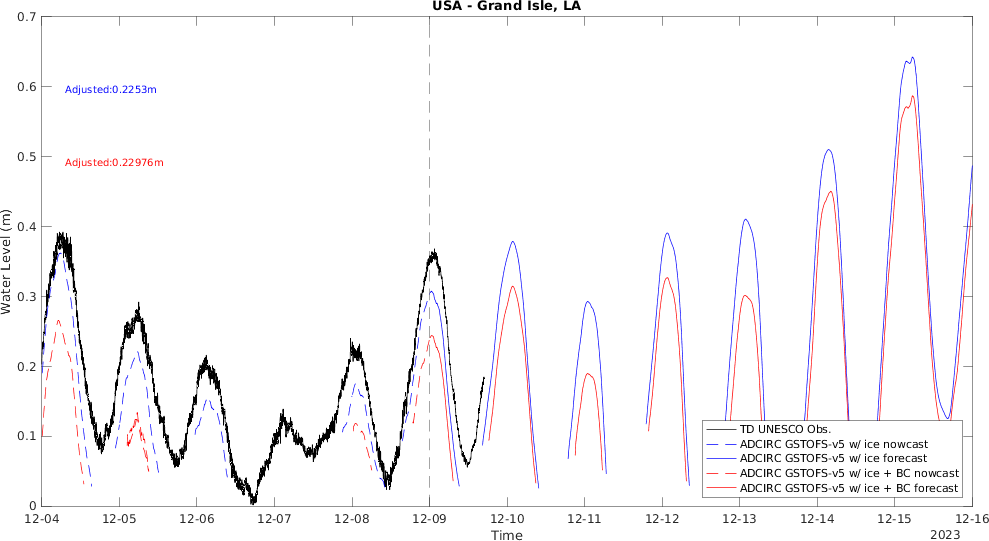 USA - Grand Isle, LA
0.7
0.6
0.5
0.4
0.3
0.2
0.1
0
Water Level (m)
Adjusted:0.2253m
Adjusted:0.22976m
TD UNESCO Obs.
ADCIRC GSTOFS-v5 w/ ice nowcast
ADCIRC GSTOFS-v5 w/ ice forecast
ADCIRC GSTOFS-v5 w/ ice + BC nowcast
ADCIRC GSTOFS-v5 w/ ice + BC forecast
12-04 12-05 12-06 12-07 12-08 12-09 12-10 12-11 12-12 12-13 12-14 12-15 12-16
Time
2023